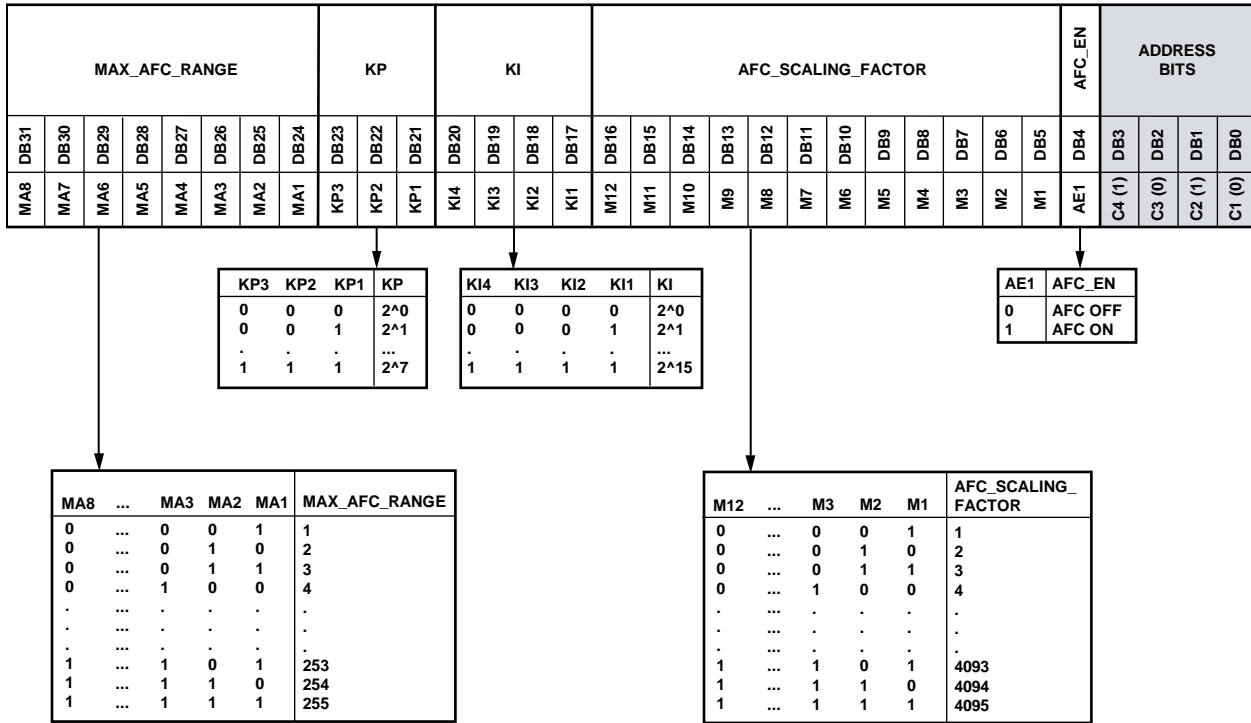 MAX_AFC_RANGE KP KI AFC_SCALING_FACTOR AFC_EN ADDRESS BITS
DB31 DB30 DB29 DB28 DB27 DB26 DB25 DB24 DB23 DB22 DB21 DB20 DB19 DB18 DB17 DB16 DB15 DB14 DB13 DB12 DB11 DB10 DB9 DB8 DB7 DB6 DB5 DB4 DB3 DB2 DB1 DB0
MA8 MA7 MA6 MA5 MA4 MA3 MA2 MA1 KP3 KP2 KP1 KI4 KI3 KI2 KI1 M12 M11 M10 M9 M8 M7 M6 M5 M4 M3 M2 M1 AE1 C4 (1) C3 (0) C2 (1) C1 (0)
KP3 KP2 KP1 KP
0 0 0 2^0
0 0 1 2^1
. . . ...
1 1 1 2^7
KI4 KI3 KI2 KI1 KI
0 0 0 0 2^0
0 0 0 1 2^1
. . . . ...
1 1 1 1 2^15
AE1 AFC_EN
0 AFC OFF
1 AFC ON
MA8 ... MA3 MA2 MA1 MAX_AFC_RANGE
0 ... 0 0 1 1
0 ... 0 1 0 2
0 ... 0 1 1 3
0 ... 1 0 0 4
. ... . . . .
. ... . . . .
. ... . . . .
1 ... 1 0 1 253
1 ... 1 1 0 254
1 ... 1 1 1 255
M12 ... M3 M2 M1 AFC_SCALING_
FACTOR
0 ... 0 0 1 1
0 ... 0 1 0 2
0 ... 0 1 1 3
0 ... 1 0 0 4
. ... . . . .
. ... . . . .
. ... . . . .
1 ... 1 0 1 4093
1 ... 1 1 0 4094
1 ... 1 1 1 4095